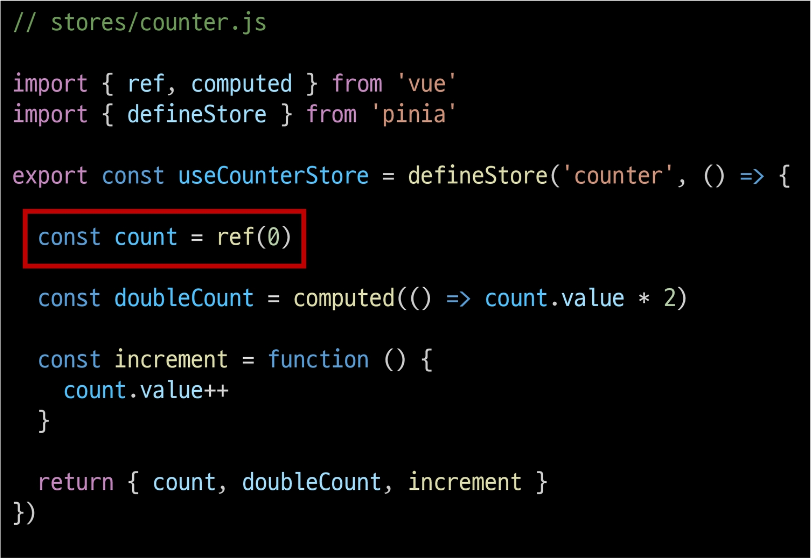 // stores/counter.js
import { ref, computed } from 'vue'
import { defineStore } from 'pinia'
export const useCounterStore = defineStore('counter', () => {
const count = ref(0)
const doubleCount = computed(() => count.value * 2)
const increment = function () {
count.value++
}
return { count, doubleCount, increment }
})